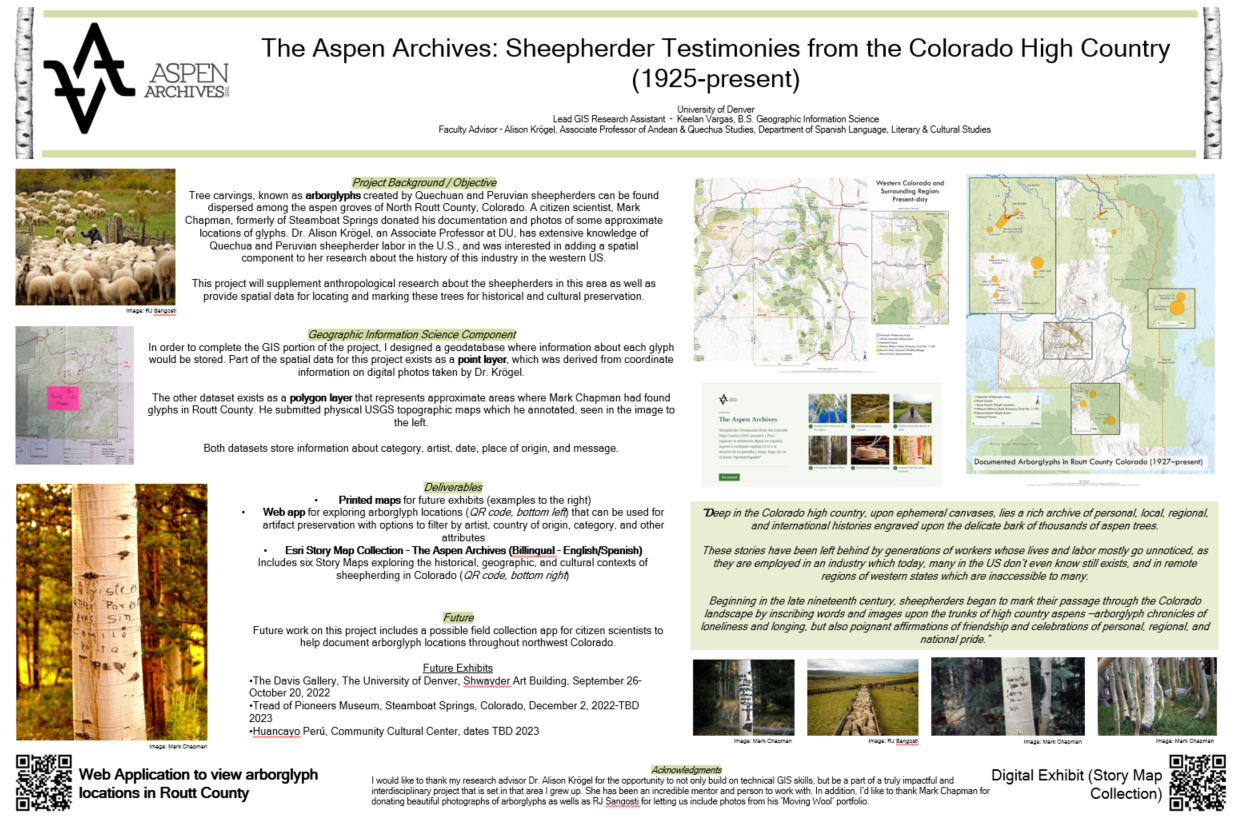 ASPEN
ARCHIVES
The Aspen Archives: Sheepherder Testimonies from the Colorado High Country
(1925-present)
University of Denver
Lead GIS Research Assistant - Keelan Vargas, B.S. Geographic Information Science
Faculty Advisor - Alison Krögel, Associate Professor of Andean & Quechua Studies, Department of Spanish Language, Literary & Cultural Studies
Image: RJ Sangosti
Project Background / Objective
Tree carvings, known as arborglyphs created by Quechuan and Peruvian sheepherders can be found
dispersed among the aspen groves of North Routt County, Colorado. A citizen scientist, Mark
Chapman, formerly of Steamboat Springs donated his documentation and photos of some approximate
locations of glyphs. Dr. Alison Krögel, an Associate Professor at DU, has extensive knowledge of
Quechua and Peruvian sheepherder labor in the U.S., and was interested in adding a spatial
component to her research about the history of this industry in the western US.
This project will supplement anthropological research about the sheepherders in this area as well as
provide spatial data for locating and marking these trees for historical and cultural preservation.
Geographic Information Science Component
In order to complete the GIS portion of the project, I designed a geodatabase where information about each glyph
would be stored. Part of the spatial data for this project exists as a point layer, which was derived from coordinate
information on digital photos taken by Dr. Krögel.
The other dataset exists as a polygon layer that represents approximate areas where Mark Chapman had found
glyphs in Routt County. He submitted physical USGS topographic maps which he annotated, seen in the image to
the left.
Both datasets store information about category, artist, date, place of origin, and message.
Deliverables
• Printed maps for future exhibits (examples to the right)
• Web app for exploring arborglyph locations (QR code, bottom left) that can be used for
artifact preservation with options to filter by artist, country of origin, category, and other
attributes
• Esri Story Map Collection - The Aspen Archives (Billingual - English/Spanish)
Includes six Story Maps exploring the historical, geographic, and cultural contexts of
sheepherding in Colorado (QR code, bottom right)
Future
Future work on this project includes a possible field collection app for citizen scientists to
help document arborglyph locations throughout northwest Colorado.
Future Exhibits
•The Davis Gallery, The University of Denver, Shwayder Art Building, September 26-
October 20, 2022
•Tread of Pioneers Museum, Steamboat Springs, Colorado, December 2, 2022-TBD
2023
•Huancayo Perú, Community Cultural Center, dates TBD 2023
Image: Mark Chapman
Western Colorado and
Surrounding Region:
Present-day
The Aspen Archives
Documented Arborglyphs in Routt County Colorado (1927–present)
"Deep in the Colorado high country, upon ephemeral canvases, lies a rich archive of personal, local, regional,
and international histories engraved upon the delicate bark of thousands of aspen trees.
These stories have been left behind by generations of workers whose lives and labor mostly go unnoticed, as
they are employed in an industry which today, many in the US don't even know still exists, and in remote
regions of western states which are inaccessible to many.
Beginning in the late nineteenth century, sheepherders began to mark their passage through the Colorado
landscape by inscribing words and images upon the trunks of high country aspens –arborglyph chronicles of
loneliness and longing, but also poignant affirmations of friendship and celebrations of personal, regional, and
national pride."
Image: Mark Chapman
Image: RJ Sangosti
Image: Mark Chapman
Image: Mark Chapman
Web Application to view arborglyph
locations in Routt County
Acknowledgments
I would like to thank my research advisor Dr. Alison Krögel for the opportunity to not only build on technical GIS skills, but be a part of a truly impactful and
interdisciplinary project that is set in that area I grew up. She has been an incredible mentor and person to work with. In addition, I'd like to thank Mark Chapman for
donating beautiful photographs of arborglyphs as wells as RJ Sangosti for letting us include photos from his 'Moving Wool' portfolio.
Digital Exhibit (Story Map
Collection)